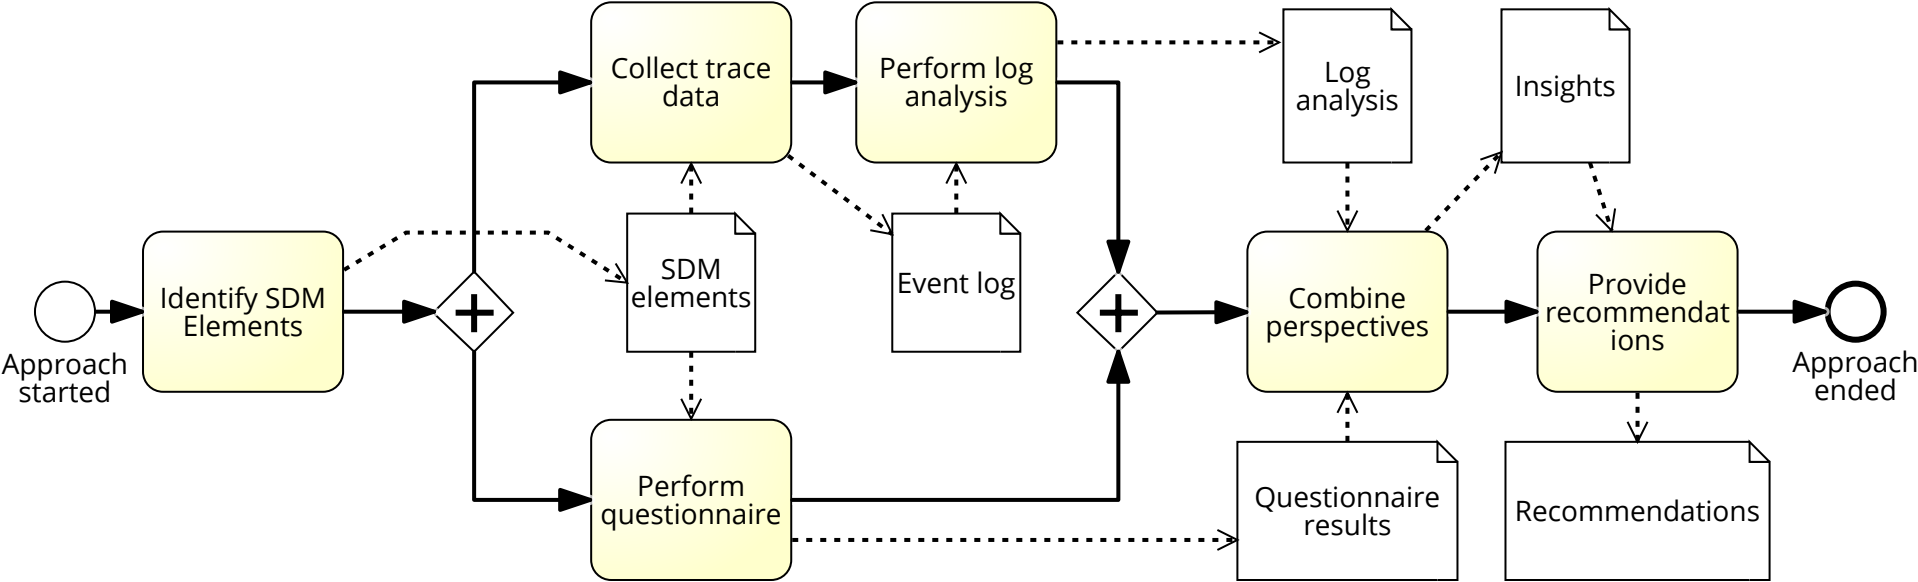 Approach
started
Identify SDM
Elements
Collect trace
data
Perform log
analysis
SDM
elements
Event log
Perform
questionnaire
Log
analysis
Insights
Combine
perspectives
Provide
recommendat
ions
Questionnaire
results
Recommendations
Approach
ended